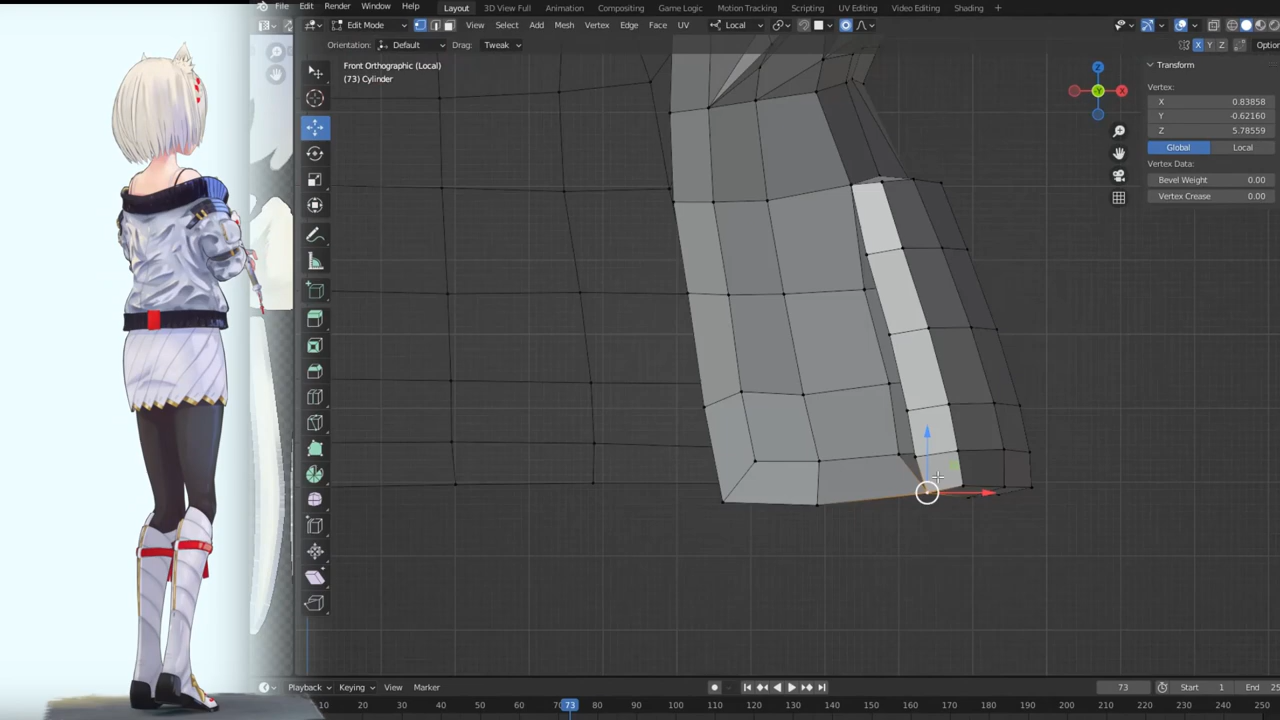 File Edit Render Window Help Layout 3D View Full Animation Compositing Game Logic Motion Tracking Scripting UV Editing Video Editing Shading +
Edit Mode View Select Add Mesh Vertex Edge Face UV Local
Orientation: Default Drag: Tweak X Y Z Optio
Front Orthographic (Local)
(73) Cylinder
Z
Y
X
Transform
Vertex:
X 0.83858
Y -0.62160
Z 5.78559
Global Local
Vertex Data:
Bevel Weight 0.00
Vertex Crease 0.00
Playback Keying View Marker 73 Start 1 End 25
10 20 30 40 50 60 73 80 90 100 110 120 130 140 150 160 170 180 190 200 210 220 230 240 250